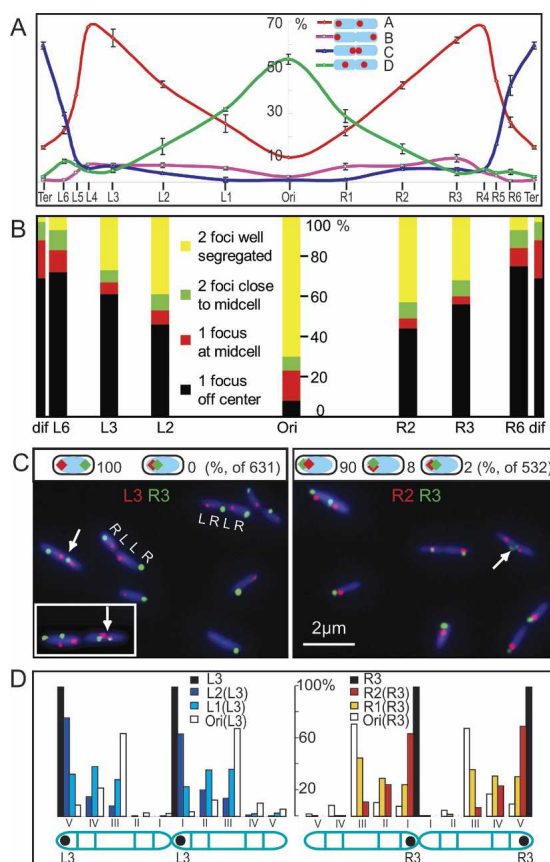 A
70
%
A
B
C
D
50
30
10
Ter L6 L5 L4 L3 L2 L1 Ori R1 R2 R3 R4 R5 R6 Ter
B
100 %
2 foci well
segregated
80
2 foci close
to midcell
60
1 focus
at midcell
40
1 focus
off center
20
0
dif L6 L3 L2 Ori R2 R3 R6 dif
C
100 0 (%, of 631)
90 8 2 (%, of 532)
L3 R3
R2 R3
L R L R
R L L R
2μm
D
L3
L2(L3)
L1(L3)
Ori(L3)
100%
R3
R2(R3)
R1(R3)
Ori(R3)
60
20
V IV III II I I II III IV V V IV III II I I II III IV V
L3 L3 R3 R3